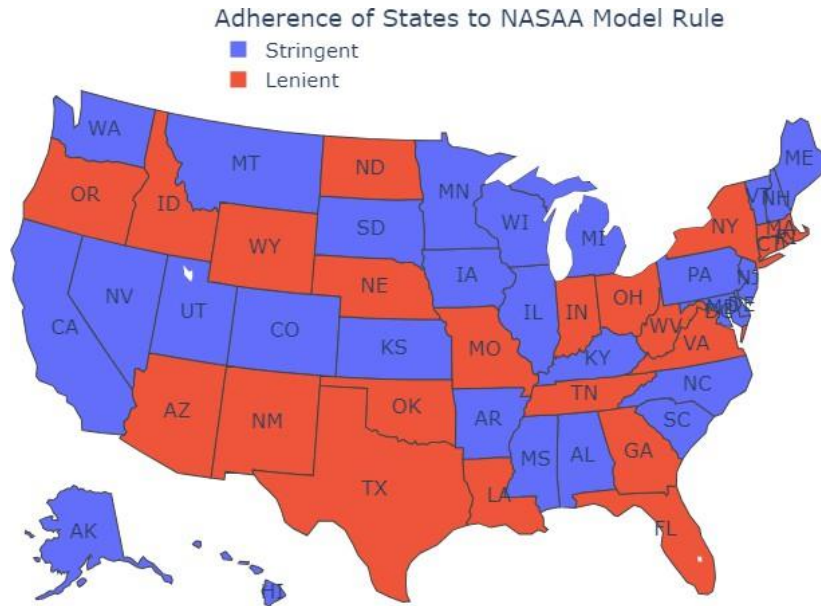 Adherence of States to NASAA Model Rule
Stringent
Lenient
WA
MT
ND
MN
ME
OR
ID
WY
SD
WI
MI
NY
VT
NH
MA
CT
RI
NV
UT
CO
NE
IA
PA
NJ
CA
KS
MO
IL
IN
OH
WV
MD
DE
DC
VA
KY
AZ
NM
OK
AR
TN
NC
SC
TX
LA
MS
AL
GA
FL
AK
HI